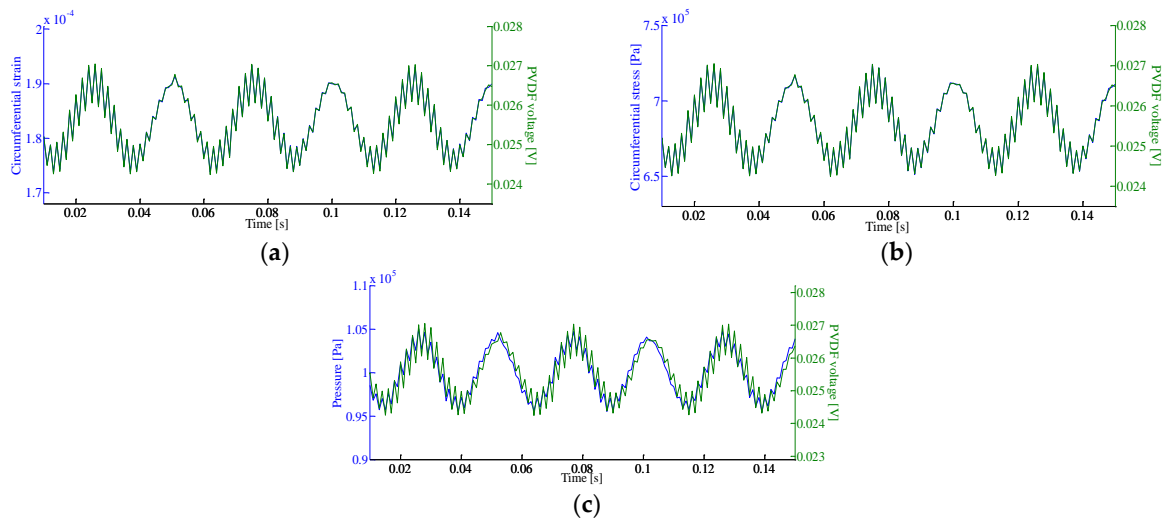 x 10⁻⁴
2
1.9
1.8
1.7
Circumferential strain
0.028
0.027
0.026
0.025
0.024
PVDF voltage [V]
0.02 0.04 0.06 0.08 0.1 0.12 0.14
Time [s]
(a)
x 10⁵
7.5
7
6.5
Circumferential stress [Pa]
0.028
0.027
0.026
0.025
0.024
PVDF voltage [V]
0.02 0.04 0.06 0.08 0.1 0.12 0.14
Time [s]
(b)
x 10⁵
1.1
1.05
1
0.95
0.9
Pressure [Pa]
0.028
0.027
0.026
0.025
0.024
0.023
PVDF voltage [V]
0.02 0.04 0.06 0.08 0.1 0.12 0.14
Time [s]
(c)